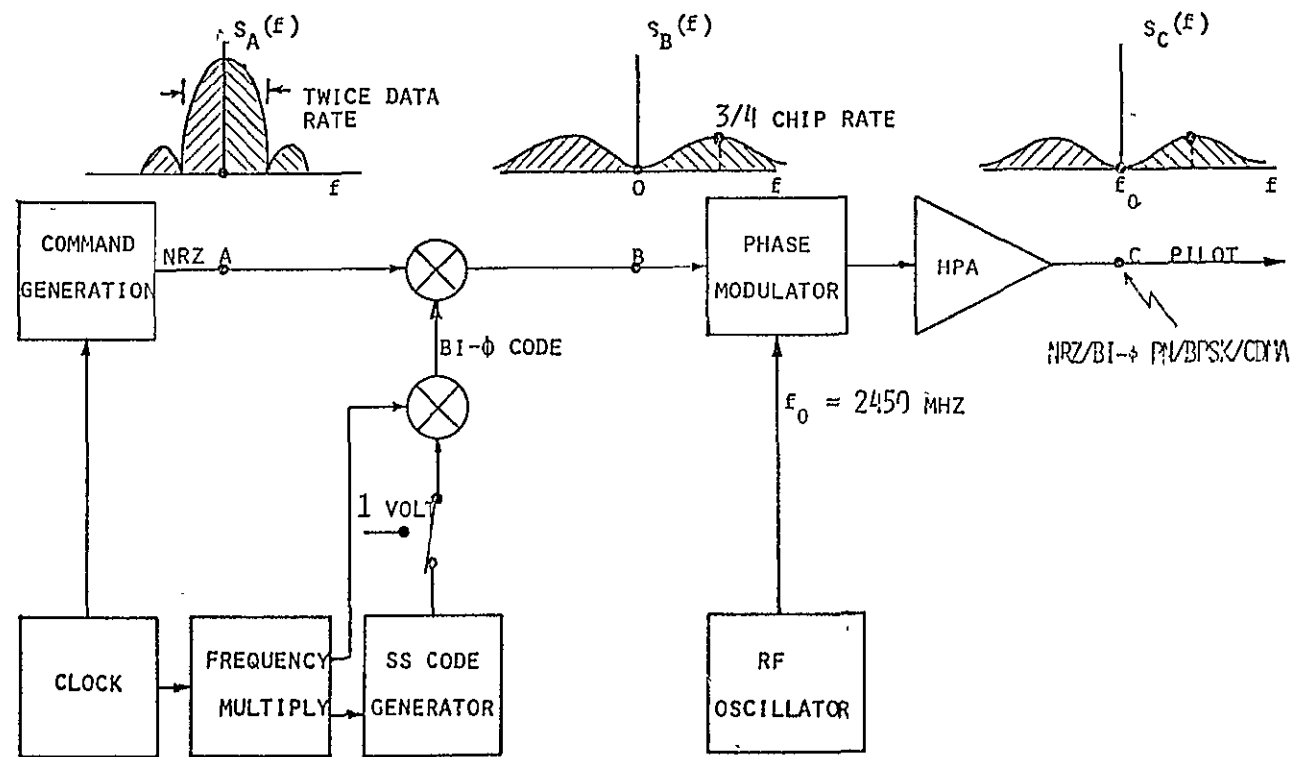 S_A(f)
TWICE DATA
RATE
f
S_B(f)
3/4 CHIP RATE
0
f
S_C(f)
f_0
f
COMMAND
GENERATION
NRZ A
B
PHASE
MODULATOR
HPA
C PILOT
BI-ϕ CODE
NRZ/BI-ϕ PN/BPSK/CDMA
f_0 = 2450 MHZ
1 VOLT
CLOCK
FREQUENCY
MULTIPLY
SS CODE
GENERATOR
RF
OSCILLATOR